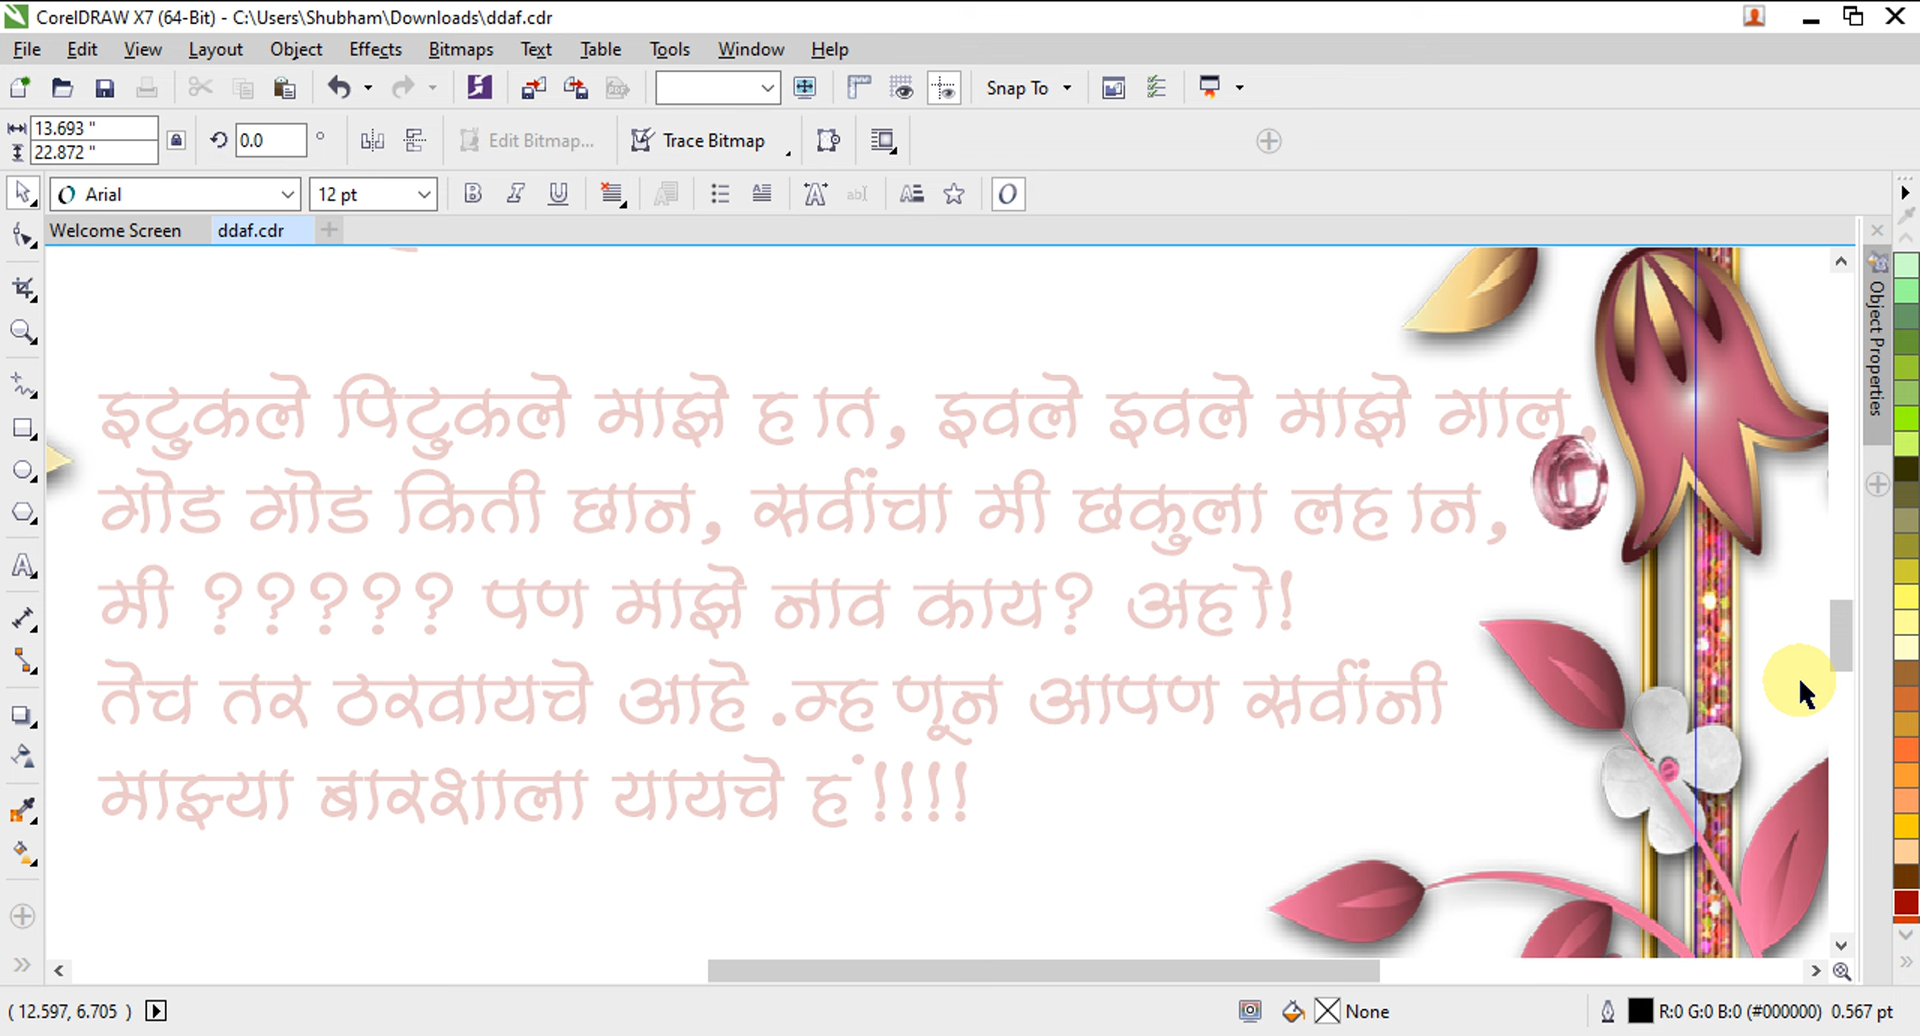 CorelDRAW X7 (64-Bit) - C:\Users\Shubham\Downloads\ddaf.cdr
File Edit View Layout Object Effects Bitmaps Text Table Tools Window Help
Snap To
13.693 "
22.872 "
0.0 °
Edit Bitmap...
Trace Bitmap
Arial
12 pt
Welcome Screen
ddaf.cdr
Object Properties
इटुकले पिटुकले माझे हात, इवले इवले माझे गाल,
गोड गोड किती छान, सर्वांचा मी छकुला लहान,
मी ????? पण माझे नाव काय? अहो!
तेच तर ठरवायचे आहे .म्हणून आपण सर्वांनी
माझ्या बारशाला यायचे हं!!!!
( 12.597, 6.705 )
None
R:0 G:0 B:0 (#000000) 0.567 pt